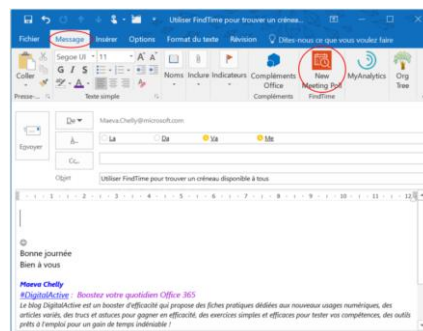 Utiliser FindTime pour trouver un crénea...
Fichier Message Insérer Options Format du texte Révision Dites-nous ce que vous voulez faire
Coller
Segoe UI 11
G I S
Noms Inclure Indicateurs Compléments Office New Meeting Poll MyAnalytics Org Tree
Presse-... Texte simple Compléments FindTime
De Maeva.Chelly@microsoft.com
Envoyer
À... La Da Va Me
Cc...
Objet Utiliser FindTime pour trouver un créneau disponible à tous
Bonne journée
Bien à vous
Maeva Chelly
#DigitalActive : Boostez votre quotidien Office 365
Le blog DigitalActive est un booster d'efficacité qui propose des fiches pratiques dédiées aux nouveaux usages numériques, des
articles variés, des trucs et astuces pour gagner en efficacité, des exercices simples et efficaces pour tester vos compétences, des outils
prêts à l'emploi pour un gain de temps indéniable !